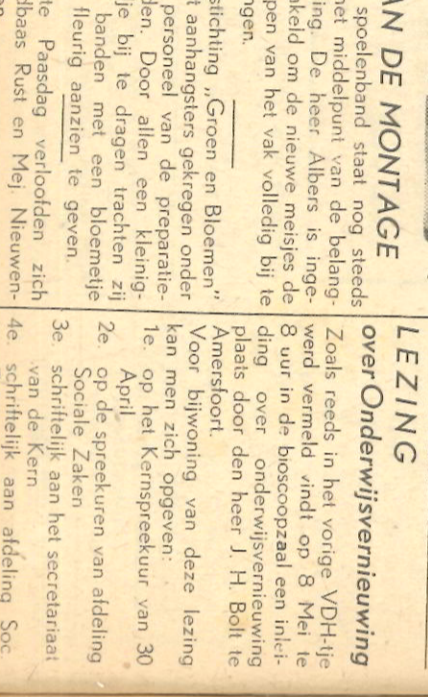 AN DE MONTAGE
spoelenband staat nog steeds
het middelpunt van de belang-
ing. De heer Albers is inge-
akeld om de nieuwe meisjes de
pen van het vak volledig bij te
ngen.
stichting „Groen en Bloemen"
t aanhangsters gekregen onder
personeel van de preparatie-
den. Door allen een kleinig-
je bij te dragen trachten zij
banden met een bloemetje
fleurig aanzien te geven.
te Paasdag verloofden zich
dbaas Rust en Mej. Nieuwen-
LEZING
over Onderwijsvernieuwing
Zoals reeds in het vorige VDH-tje
werd vermeld vindt op 8 Mei te
8 uur in de bioscoopzaal een inlei-
ding over onderwijsvernieuwing
plaats door den heer J. H. Bolt te
Amersfoort.
Voor bijwoning van deze lezing
kan men zich opgeven:
1e. op het Kernspreekuur van 30
April
2e. op de spreekuren van afdeling
Sociale Zaken
3e. schriftelijk aan het secretariaat
van de Kern
4e. schriftelijk aan afdeling Soc.